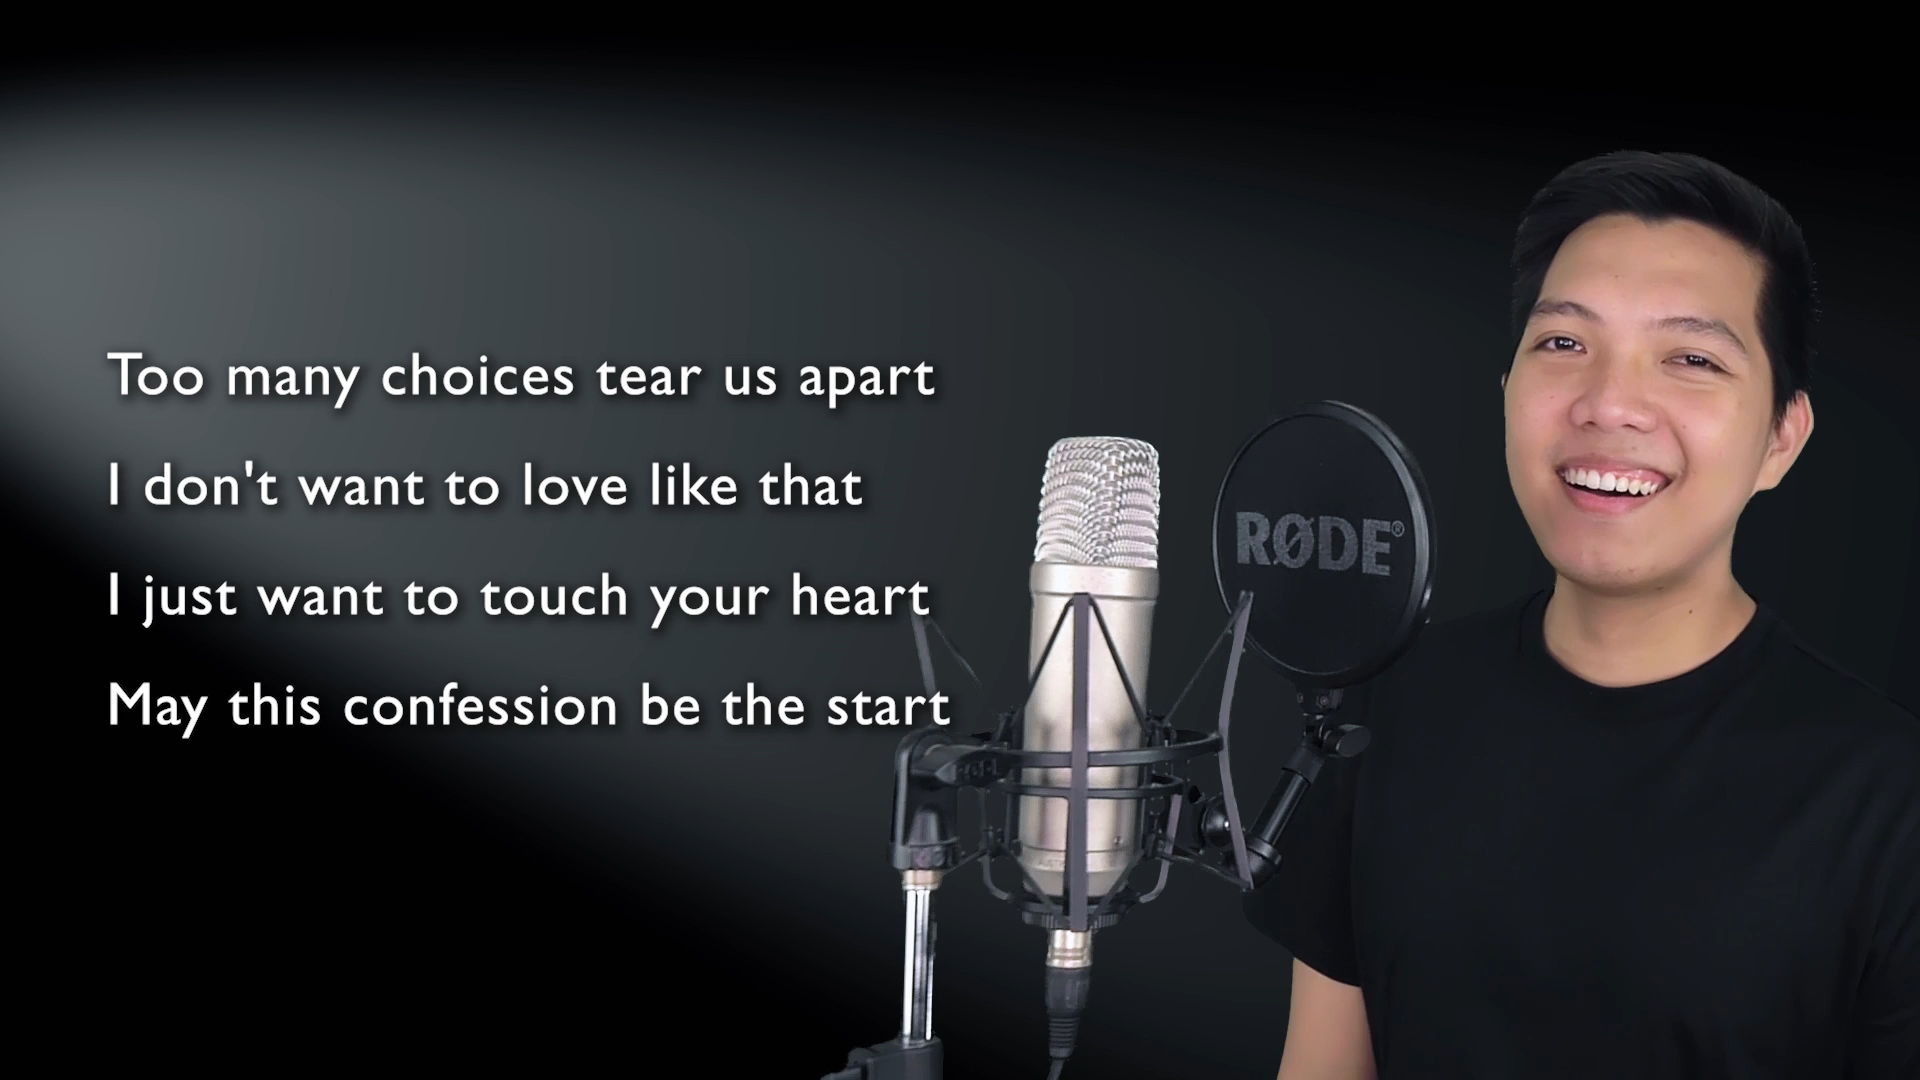 Too many choices tear us apart
I don't want to love like that
I just want to touch your heart
May this confession be the start
RØDE®